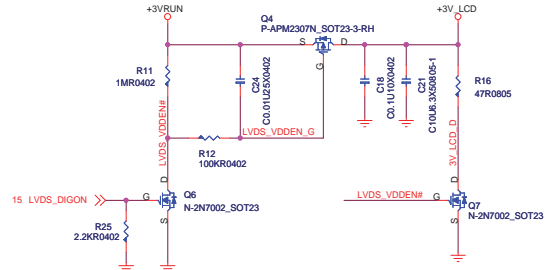 +3VRUN
+3V_LCD
Q4
P-APM2307N_SOT23-3-RH
S
D
G
R11
1MR0402
C24
C0.01U25X0402
C18
C0.1U10X0402
C21
C10U6.3X50805-1
R16
47R0805
LVDS_VDDEN#
LVDS_VDDEN_G
R12
100KR0402
3V_LCD_D
15 LVDS_DIGON
G
D
S
Q6
N-2N7002_SOT23
R25
2.2KR0402
LVDS_VDDEN#
G
D
S
Q7
N-2N7002_SOT23